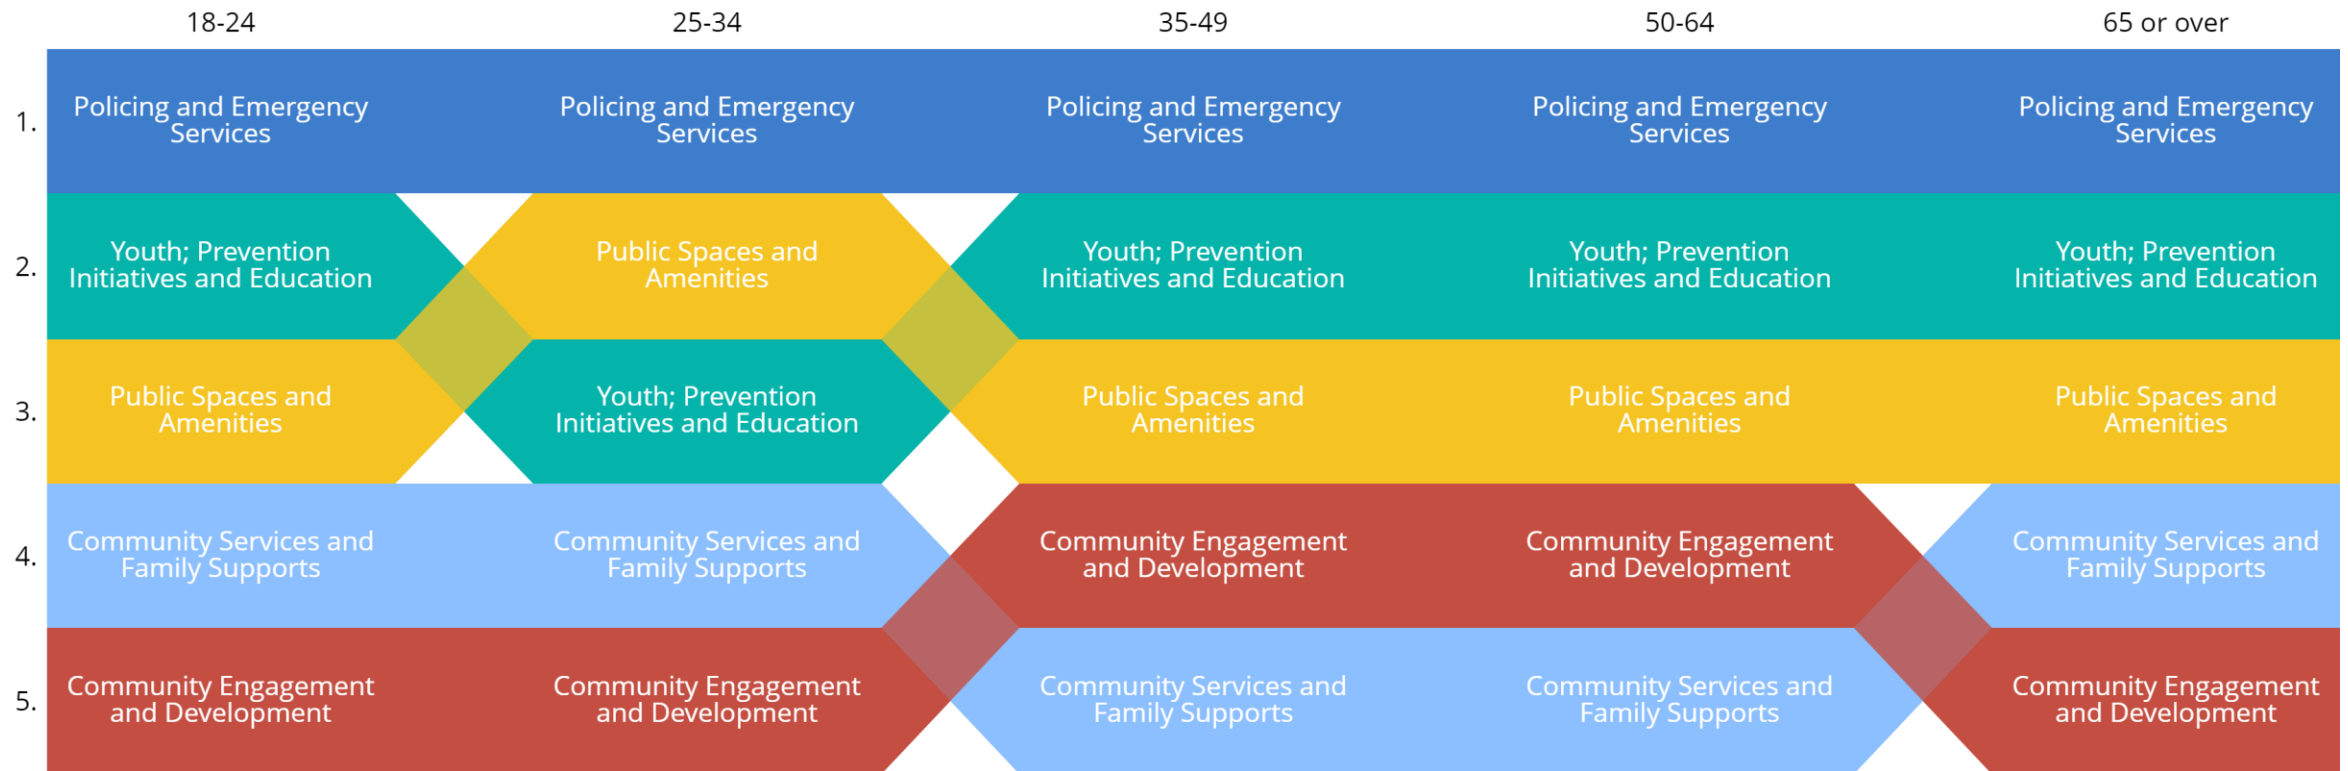 18-24 25-34 35-49 50-64 65 or over
1.
Policing and Emergency
Services
Policing and Emergency
Services
Policing and Emergency
Services
Policing and Emergency
Services
Policing and Emergency
Services
2.
Youth; Prevention
Initiatives and Education
Public Spaces and
Amenities
Youth; Prevention
Initiatives and Education
Youth; Prevention
Initiatives and Education
Youth; Prevention
Initiatives and Education
3.
Public Spaces and
Amenities
Youth; Prevention
Initiatives and Education
Public Spaces and
Amenities
Public Spaces and
Amenities
Public Spaces and
Amenities
4.
Community Services and
Family Supports
Community Services and
Family Supports
Community Engagement
and Development
Community Engagement
and Development
Community Services and
Family Supports
5.
Community Engagement
and Development
Community Engagement
and Development
Community Services and
Family Supports
Community Services and
Family Supports
Community Engagement
and Development